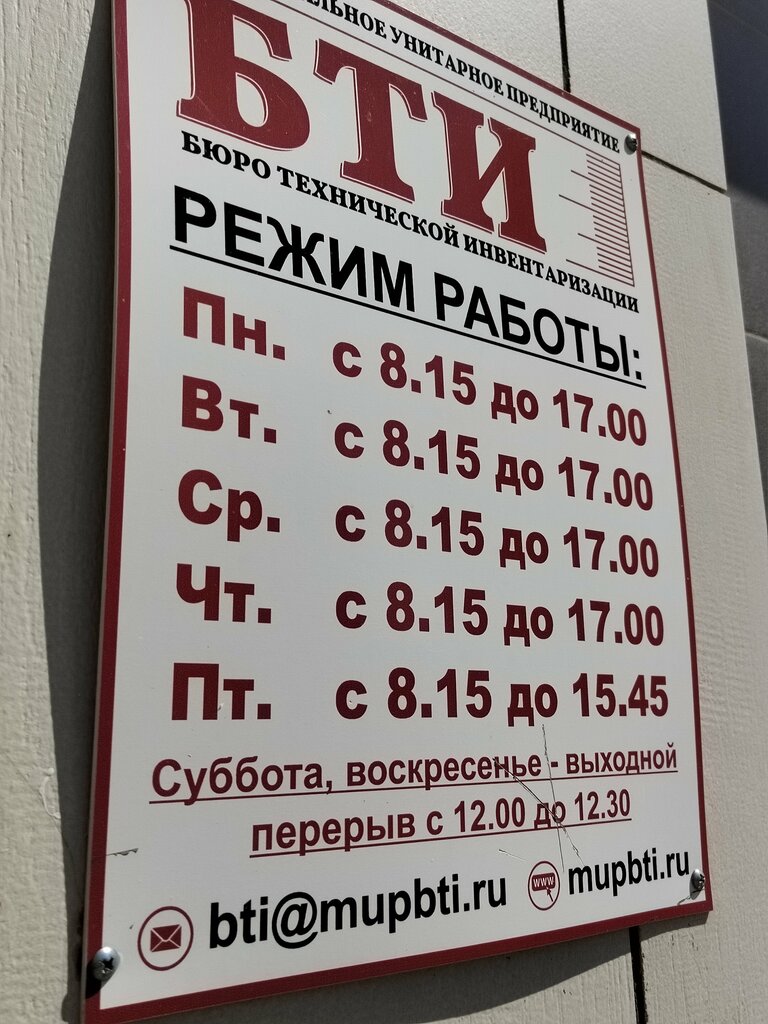 УНИТАРНОЕ ПРЕДПРИЯТИЕ
БТИ
БЮРО ТЕХНИЧЕСКОЙ ИНВЕНТАРИЗАЦИИ
РЕЖИМ РАБОТЫ:
Пн. с 8.15 до 17.00
Вт. с 8.15 до 17.00
Ср. с 8.15 до 17.00
Чт. с 8.15 до 17.00
Пт. с 8.15 до 15.45
Суббота, воскресенье - выходной
перерыв с 12.00 до 12.30
bti@mupbti.ru www mupbti.ru